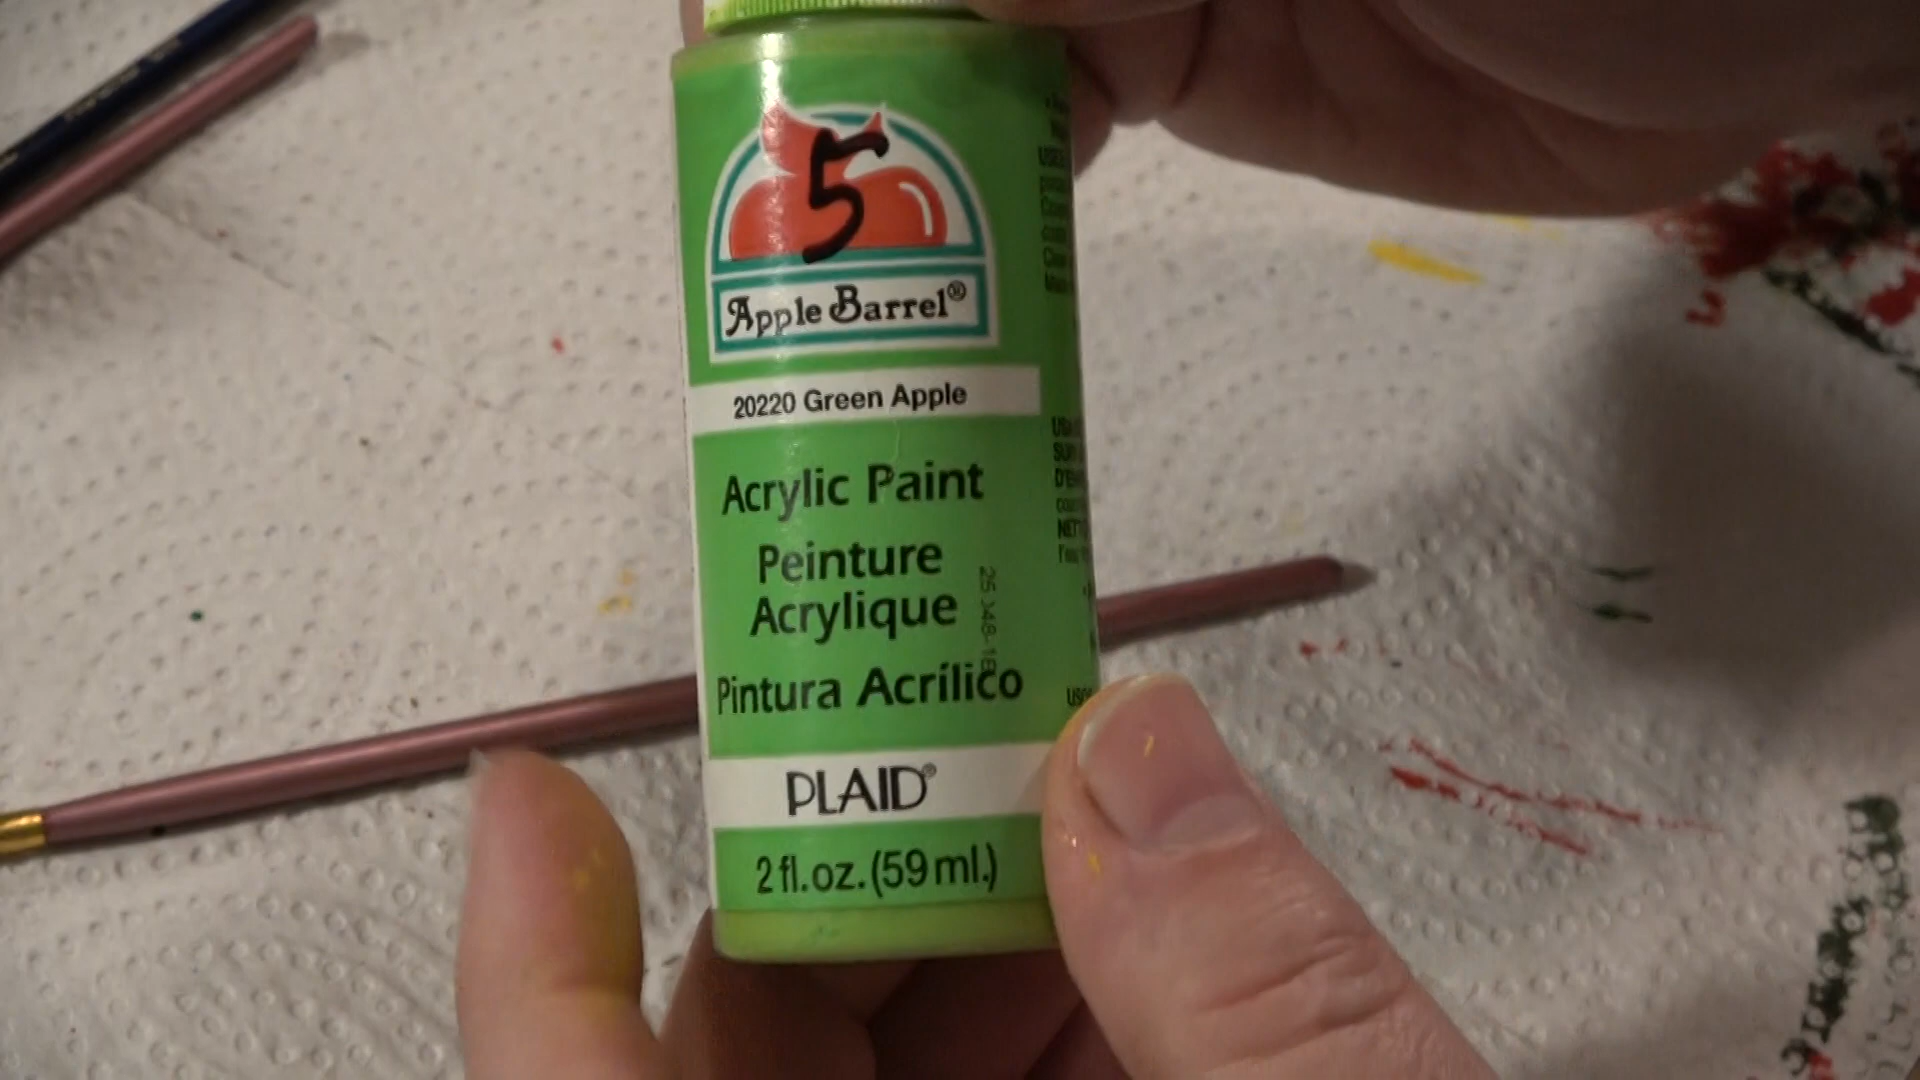 5
Apple Barrel®
20220 Green Apple
Acrylic Paint
Peinture
Acrylique
Pintura Acrílico
PLAID®
2 fl. oz. (59 ml.)